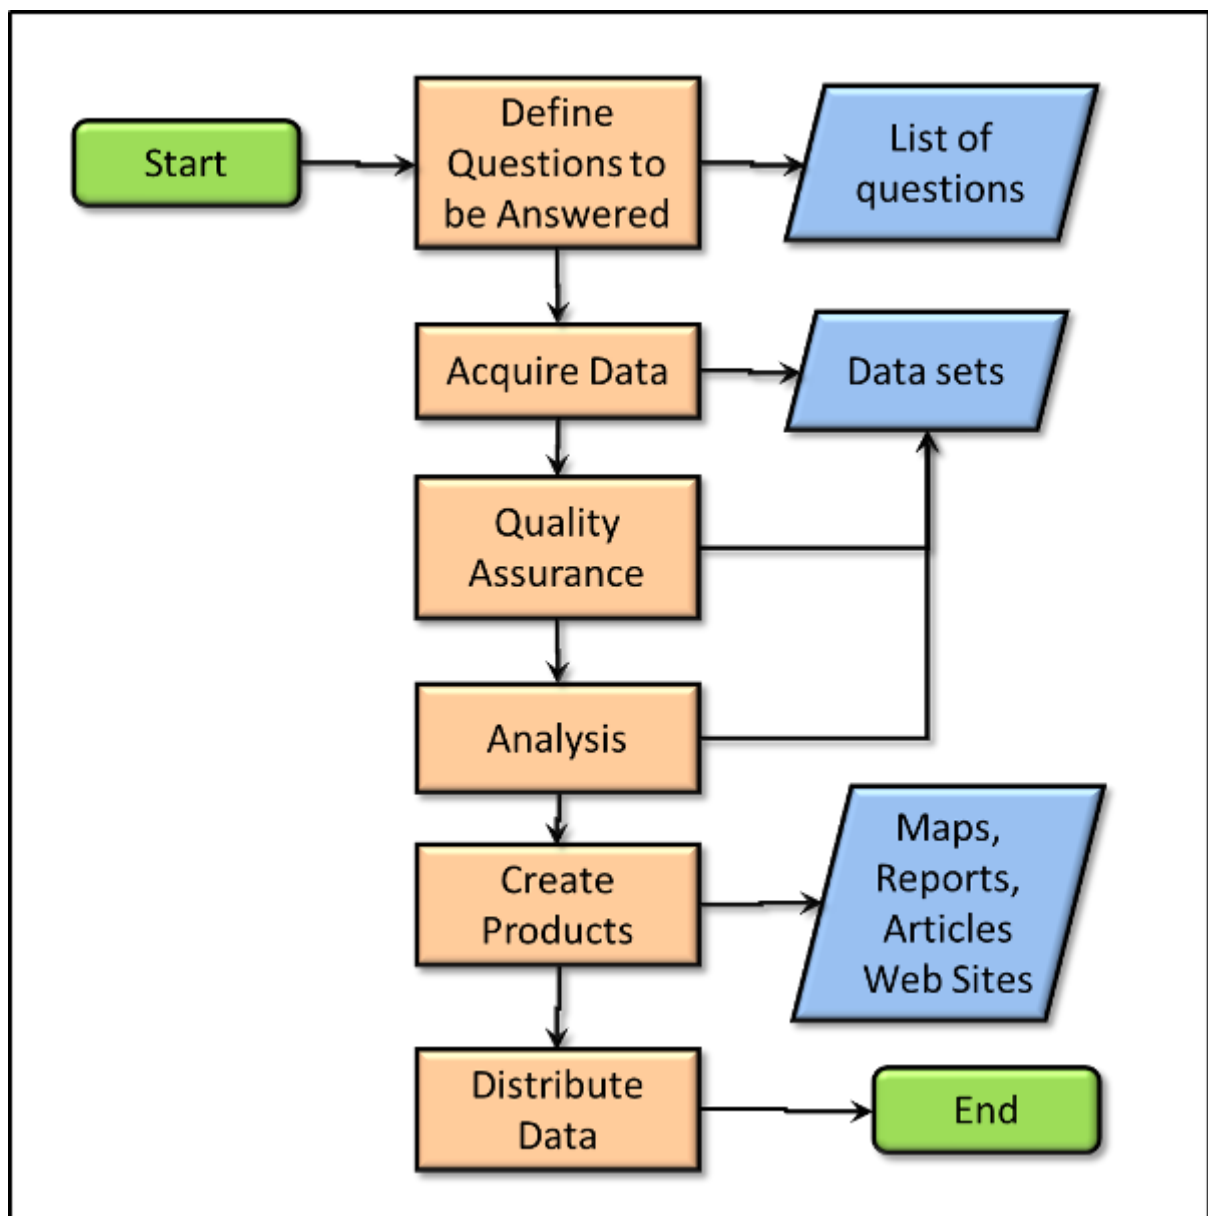 Start
Define
Questions to
be Answered
List of
questions
Acquire Data
Data sets
Quality
Assurance
Analysis
Create
Products
Maps,
Reports,
Articles
Web Sites
Distribute
Data
End